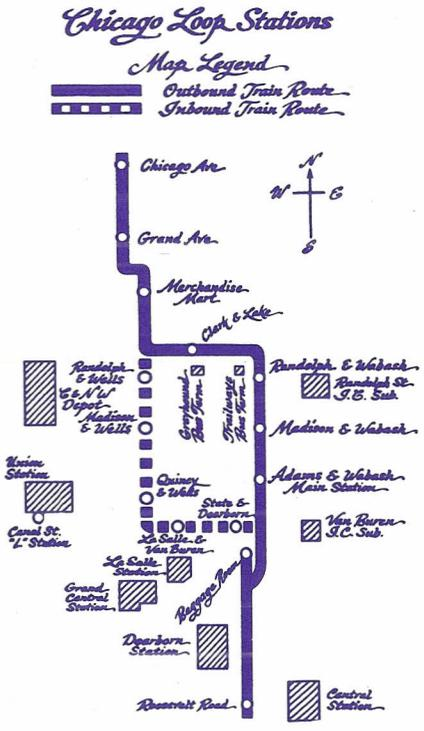 Chicago Loop Stations
Map Legend
Outbound Train Route
Inbound Train Route
N
W E
S
Chicago Ave
Grand Ave
Merchandise
Mart
Clark & Lake
Randolph
& Wells
C & N W
Depot
Madison
& Wells
Greyhound
Bus Term
Trailways
Bus Term
Randolph & Wabash
Randolph St
I.C. Sub.
Madison & Wabash
Union
Station
Canal St.
"L" Station
Quincy
& Wells
State &
Dearborn
Adams & Wabash
Main Station
La Salle &
Van Buren
Van Buren
I.C. Sub.
La Salle
Station
Grand
Central
Station
Baggage Room
Dearborn
Station
Roosevelt Road
Central
Station